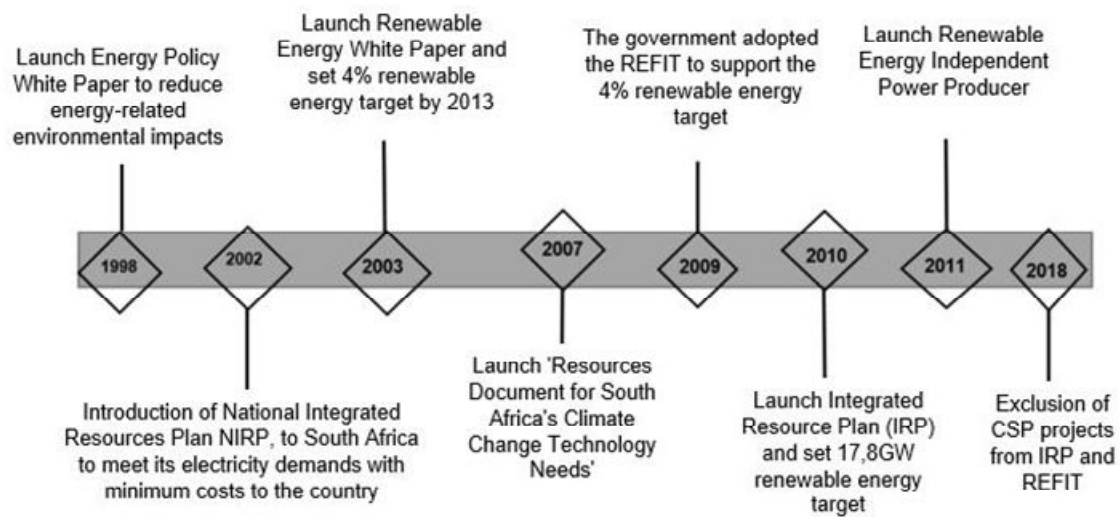 Launch Energy Policy
White Paper to reduce
energy-related
environmental impacts
Launch Renewable
Energy White Paper and
set 4% renewable
energy target by 2013
The government adopted
the REFIT to support the
4% renewable energy
target
Launch Renewable
Energy Independent
Power Producer
1998
2002
2003
2007
2009
2010
2011
2018
Introduction of National Integrated
Resources Plan NIRP, to South Africa
to meet its electricity demands with
minimum costs to the country
Launch 'Resources
Document for South
Africa's Climate
Change Technology
Needs'
Launch Integrated
Resource Plan (IRP)
and set 17,8GW
renewable energy
target
Exclusion of
CSP projects
from IRP and
REFIT